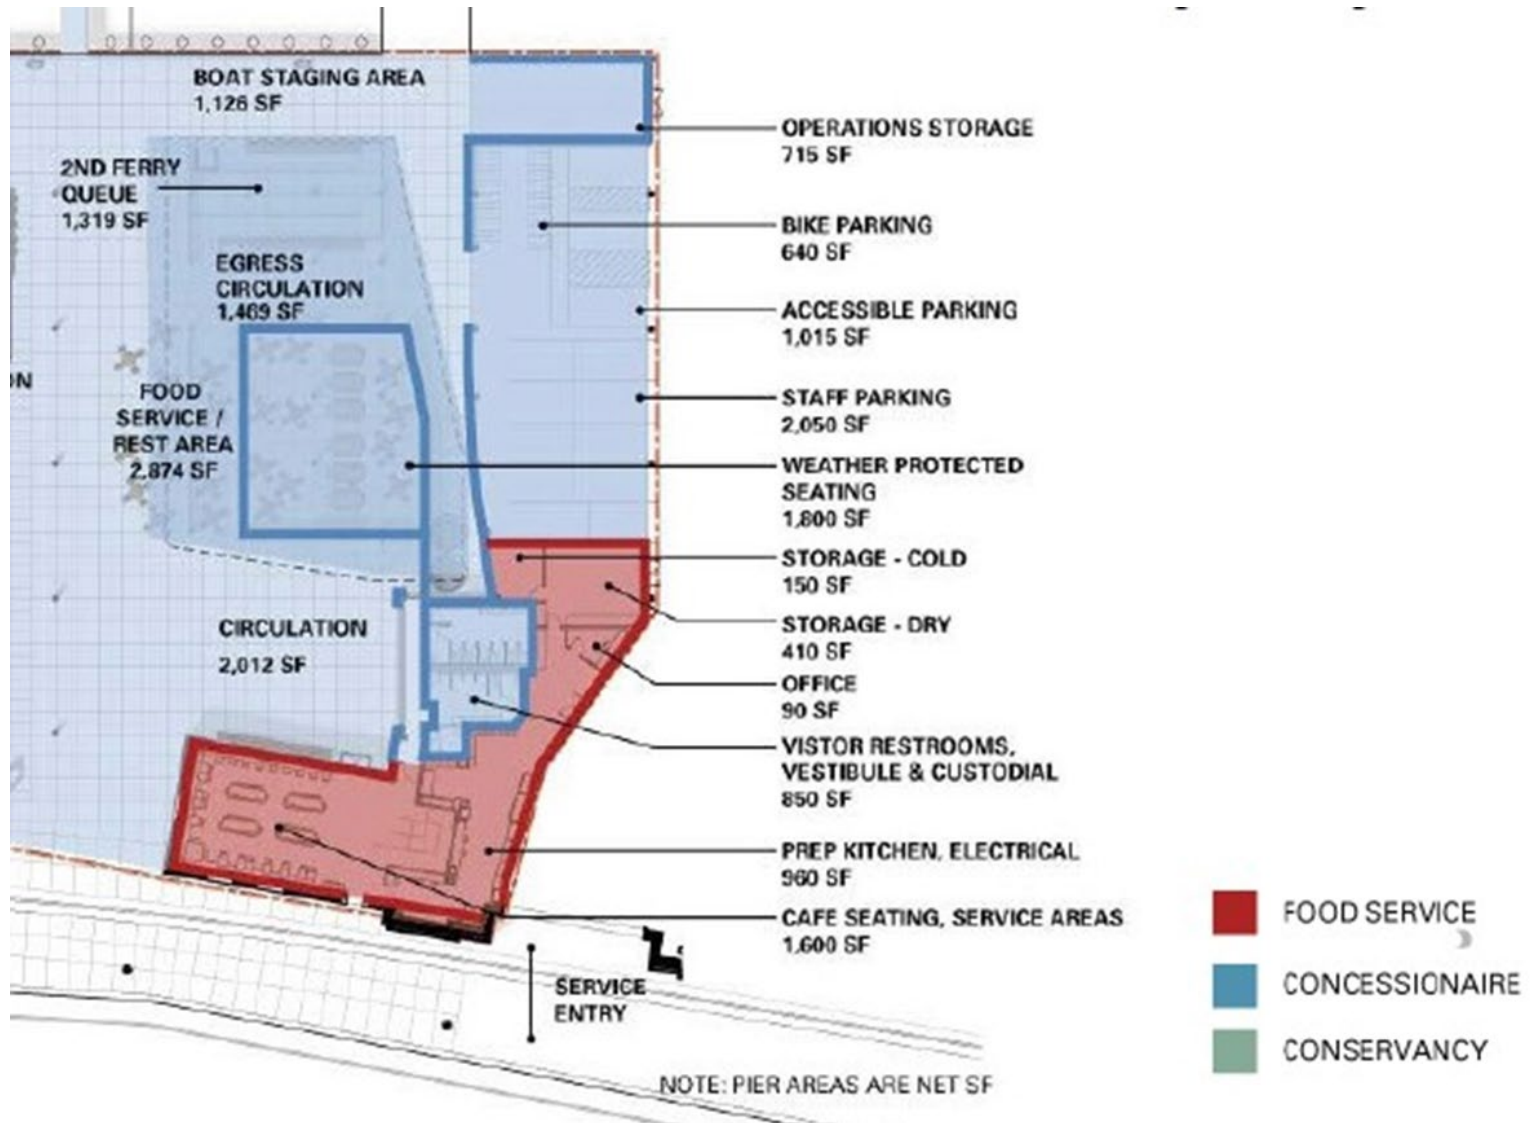 BOAT STAGING AREA
1,126 SF
2ND FERRY
QUEUE
1,319 SF
EGRESS
CIRCULATION
1,469 SF
FOOD
SERVICE /
REST AREA
2,874 SF
CIRCULATION
2,012 SF
OPERATIONS STORAGE
715 SF
BIKE PARKING
640 SF
ACCESSIBLE PARKING
1,015 SF
STAFF PARKING
2,050 SF
WEATHER PROTECTED
SEATING
1,800 SF
STORAGE - COLD
150 SF
STORAGE - DRY
410 SF
OFFICE
90 SF
VISTOR RESTROOMS,
VESTIBULE & CUSTODIAL
850 SF
PREP KITCHEN, ELECTRICAL
960 SF
CAFE SEATING, SERVICE AREAS
1,600 SF
SERVICE
ENTRY
NOTE: PIER AREAS ARE NET SF
FOOD SERVICE
CONCESSIONAIRE
CONSERVANCY